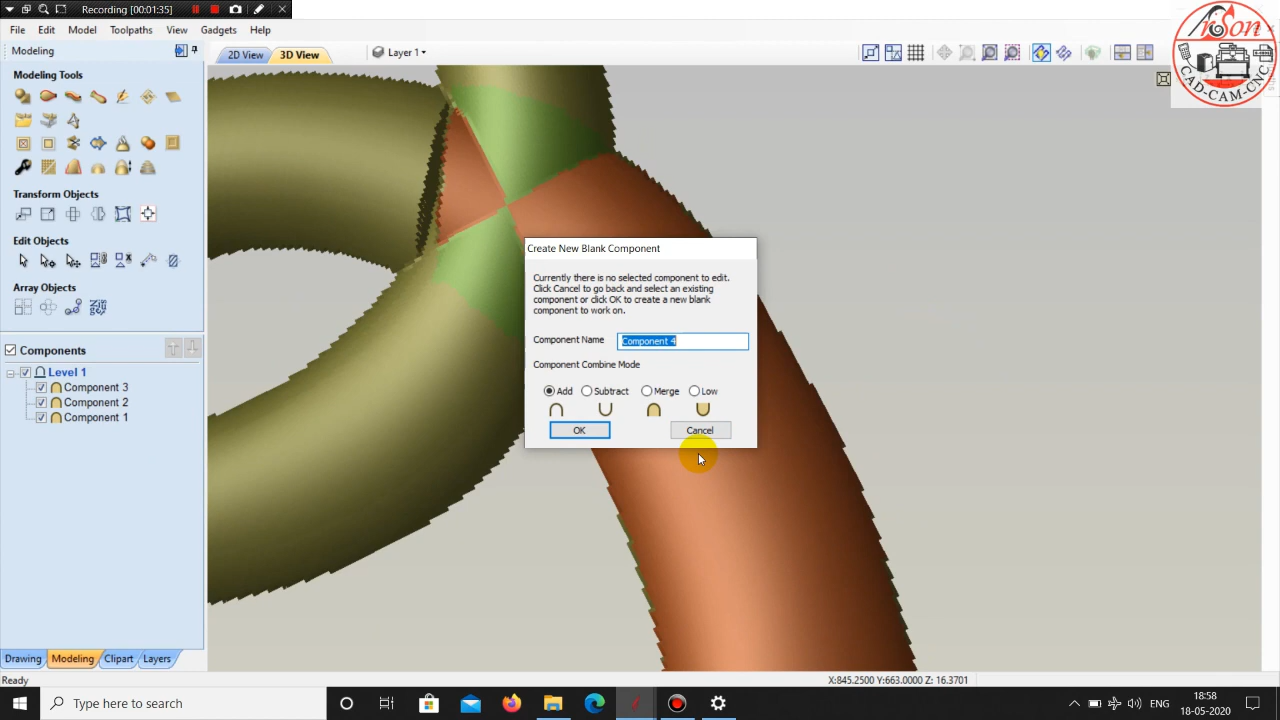 Recording [00:01:35]
File Edit Model Toolpaths View Gadgets Help
Modeling
2D View 3D View Layer 1
Modeling Tools
Transform Objects
Edit Objects
Array Objects
Components
Level 1
Component 3
Component 2
Component 1
Create New Blank Component
Currently there is no selected component to edit.
Click Cancel to go back and select an existing
component or click OK to create a new blank
component to work on.
Component Name Component 4
Component Combine Mode
Add Subtract Merge Low
OK Cancel
CAD-CAM-CNC
Drawing Modeling Clipart Layers
Ready
X:845.2500 Y:663.0000 Z: 16.3701
Type here to search
ENG
18:58
18-05-2020